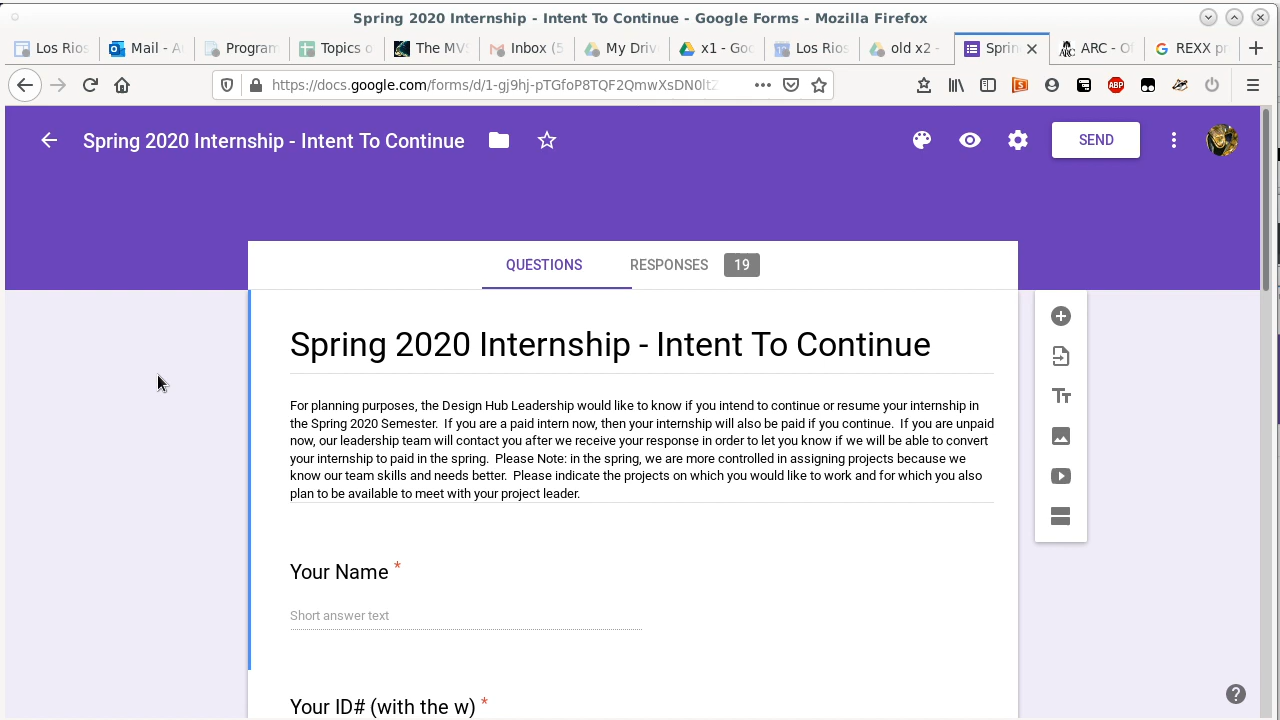 Spring 2020 Internship - Intent To Continue - Google Forms - Mozilla Firefox
Los Rios Mail - A Program Topics o The MV Inbox (5 My Driv x1 - Goo Los Rios old x2 - Sprin ARC - O REXX pr
https://docs.google.com/forms/d/1-gj9hj-pTGfoP8TQF2QmwXsDN0ltZ
ABP
Spring 2020 Internship - Intent To Continue
SEND
QUESTIONS RESPONSES 19
Spring 2020 Internship - Intent To Continue
For planning purposes, the Design Hub Leadership would like to know if you intend to continue or resume your internship in
the Spring 2020 Semester. If you are a paid intern now, then your internship will also be paid if you continue. If you are unpaid
now, our leadership team will contact you after we receive your response in order to let you know if we will be able to convert
your internship to paid in the spring. Please Note: in the spring, we are more controlled in assigning projects because we
know our team skills and needs better. Please indicate the projects on which you would like to work and for which you also
plan to be available to meet with your project leader.
Your Name *
Short answer text
Your ID# (with the w) *